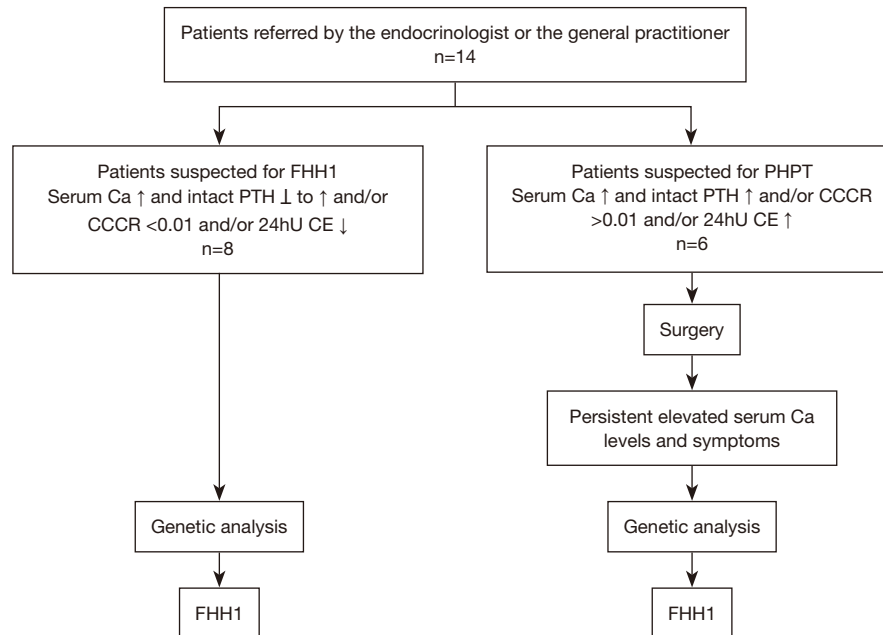 Patients referred by the endocrinologist or the general practitioner
n=14
Patients suspected for FHH1
Serum Ca ↑ and intact PTH ⊥ to ↑ and/or
CCCR <0.01 and/or 24hU CE ↓
n=8
Patients suspected for PHPT
Serum Ca ↑ and intact PTH ↑ and/or CCCR
>0.01 and/or 24hU CE ↑
n=6
Surgery
Persistent elevated serum Ca
levels and symptoms
Genetic analysis
Genetic analysis
FHH1
FHH1